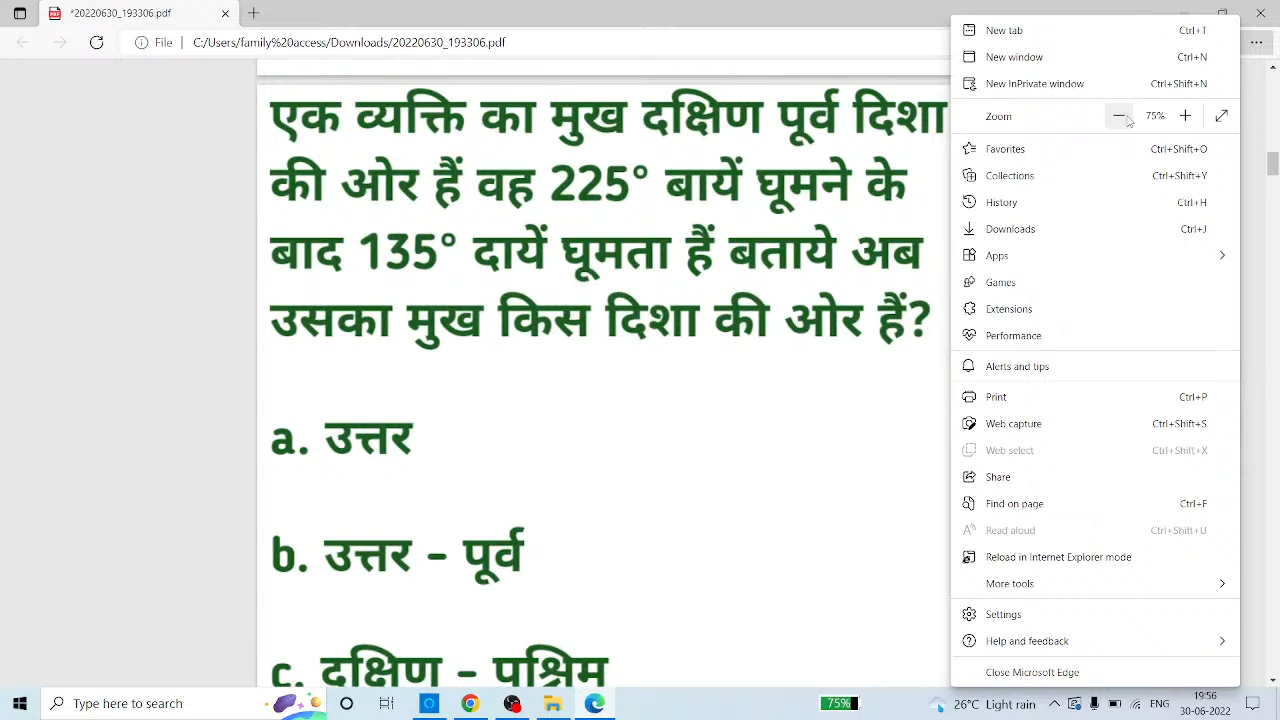 *20220630_193306.pdf
File | C:/Users/family%20access/Downloads/20220630_193306.pdf
एक व्यक्ति का मुख दक्षिण पूर्व दिशा
की ओर हैं वह 225° बायें घूमने के
बाद 135° दायें घूमता हैं बताये अब
उसका मुख किस दिशा की ओर हैं?
a. उत्तर
b. उत्तर - पूर्व
c. दक्षिण - पश्चिम
New tab Ctrl+T
New window Ctrl+N
New InPrivate window Ctrl+Shift+N
Zoom 75%
Favorites Ctrl+Shift+O
Collections Ctrl+Shift+Y
History Ctrl+H
Downloads Ctrl+J
Apps
Games
Extensions
Performance
Alerts and tips
Print Ctrl+P
Web capture Ctrl+Shift+S
Web select Ctrl+Shift+X
Share
Find on page Ctrl+F
Read aloud Ctrl+Shift+U
Reload in Internet Explorer mode
More tools
Settings
Help and feedback
Close Microsoft Edge
Type here to search
75%
26°C Light rain
ENG
19:56
30-06-2022